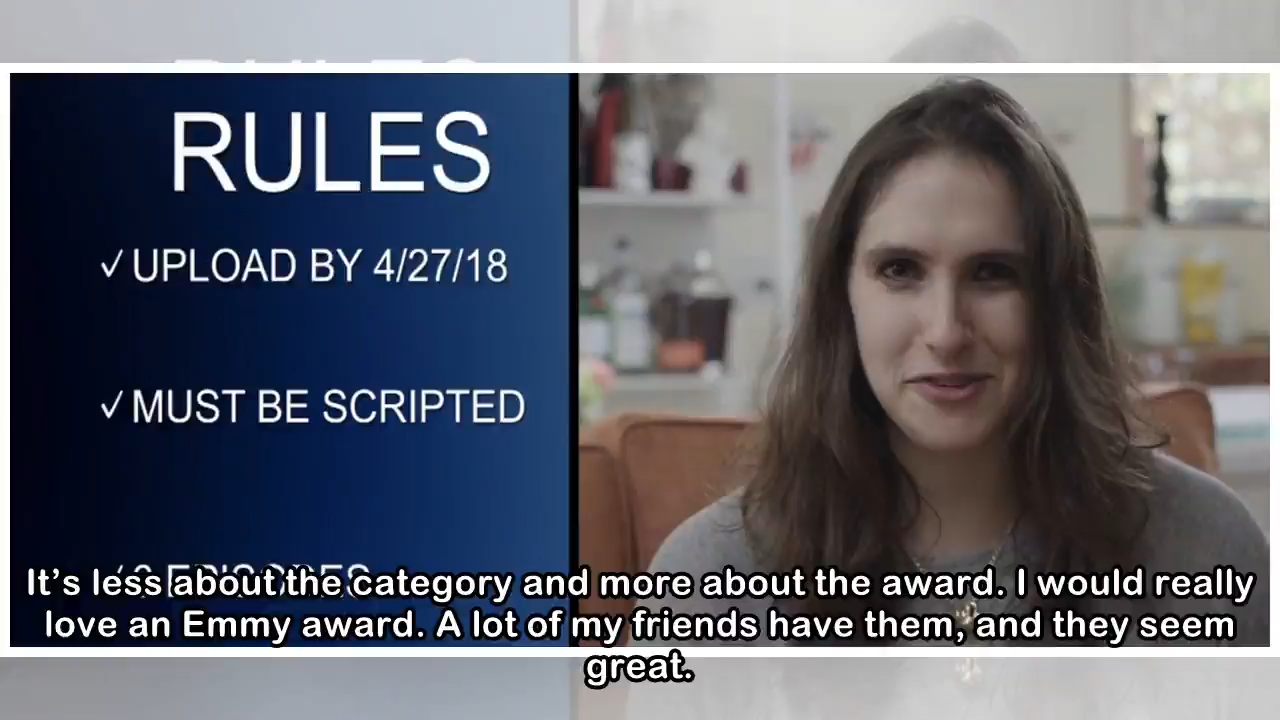 RULES
✓UPLOAD BY 4/27/18
✓MUST BE SCRIPTED
It's less about the category and more about the award. I would really
love an Emmy award. A lot of my friends have them, and they seem
great.